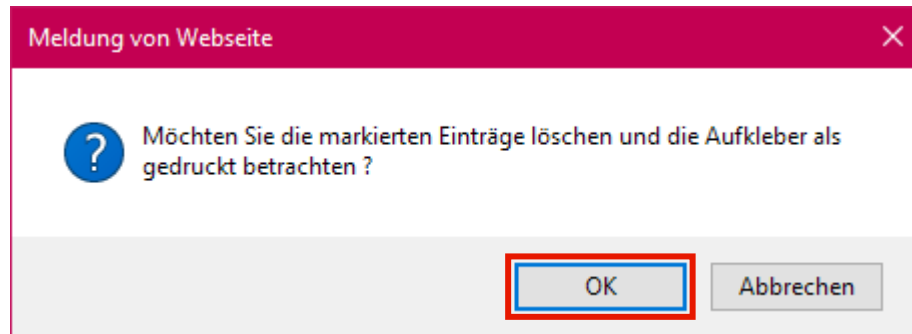 Meldung von Webseite
Möchten Sie die markierten Einträge löschen und die Aufkleber als
gedruckt betrachten ?
OK
Abbrechen